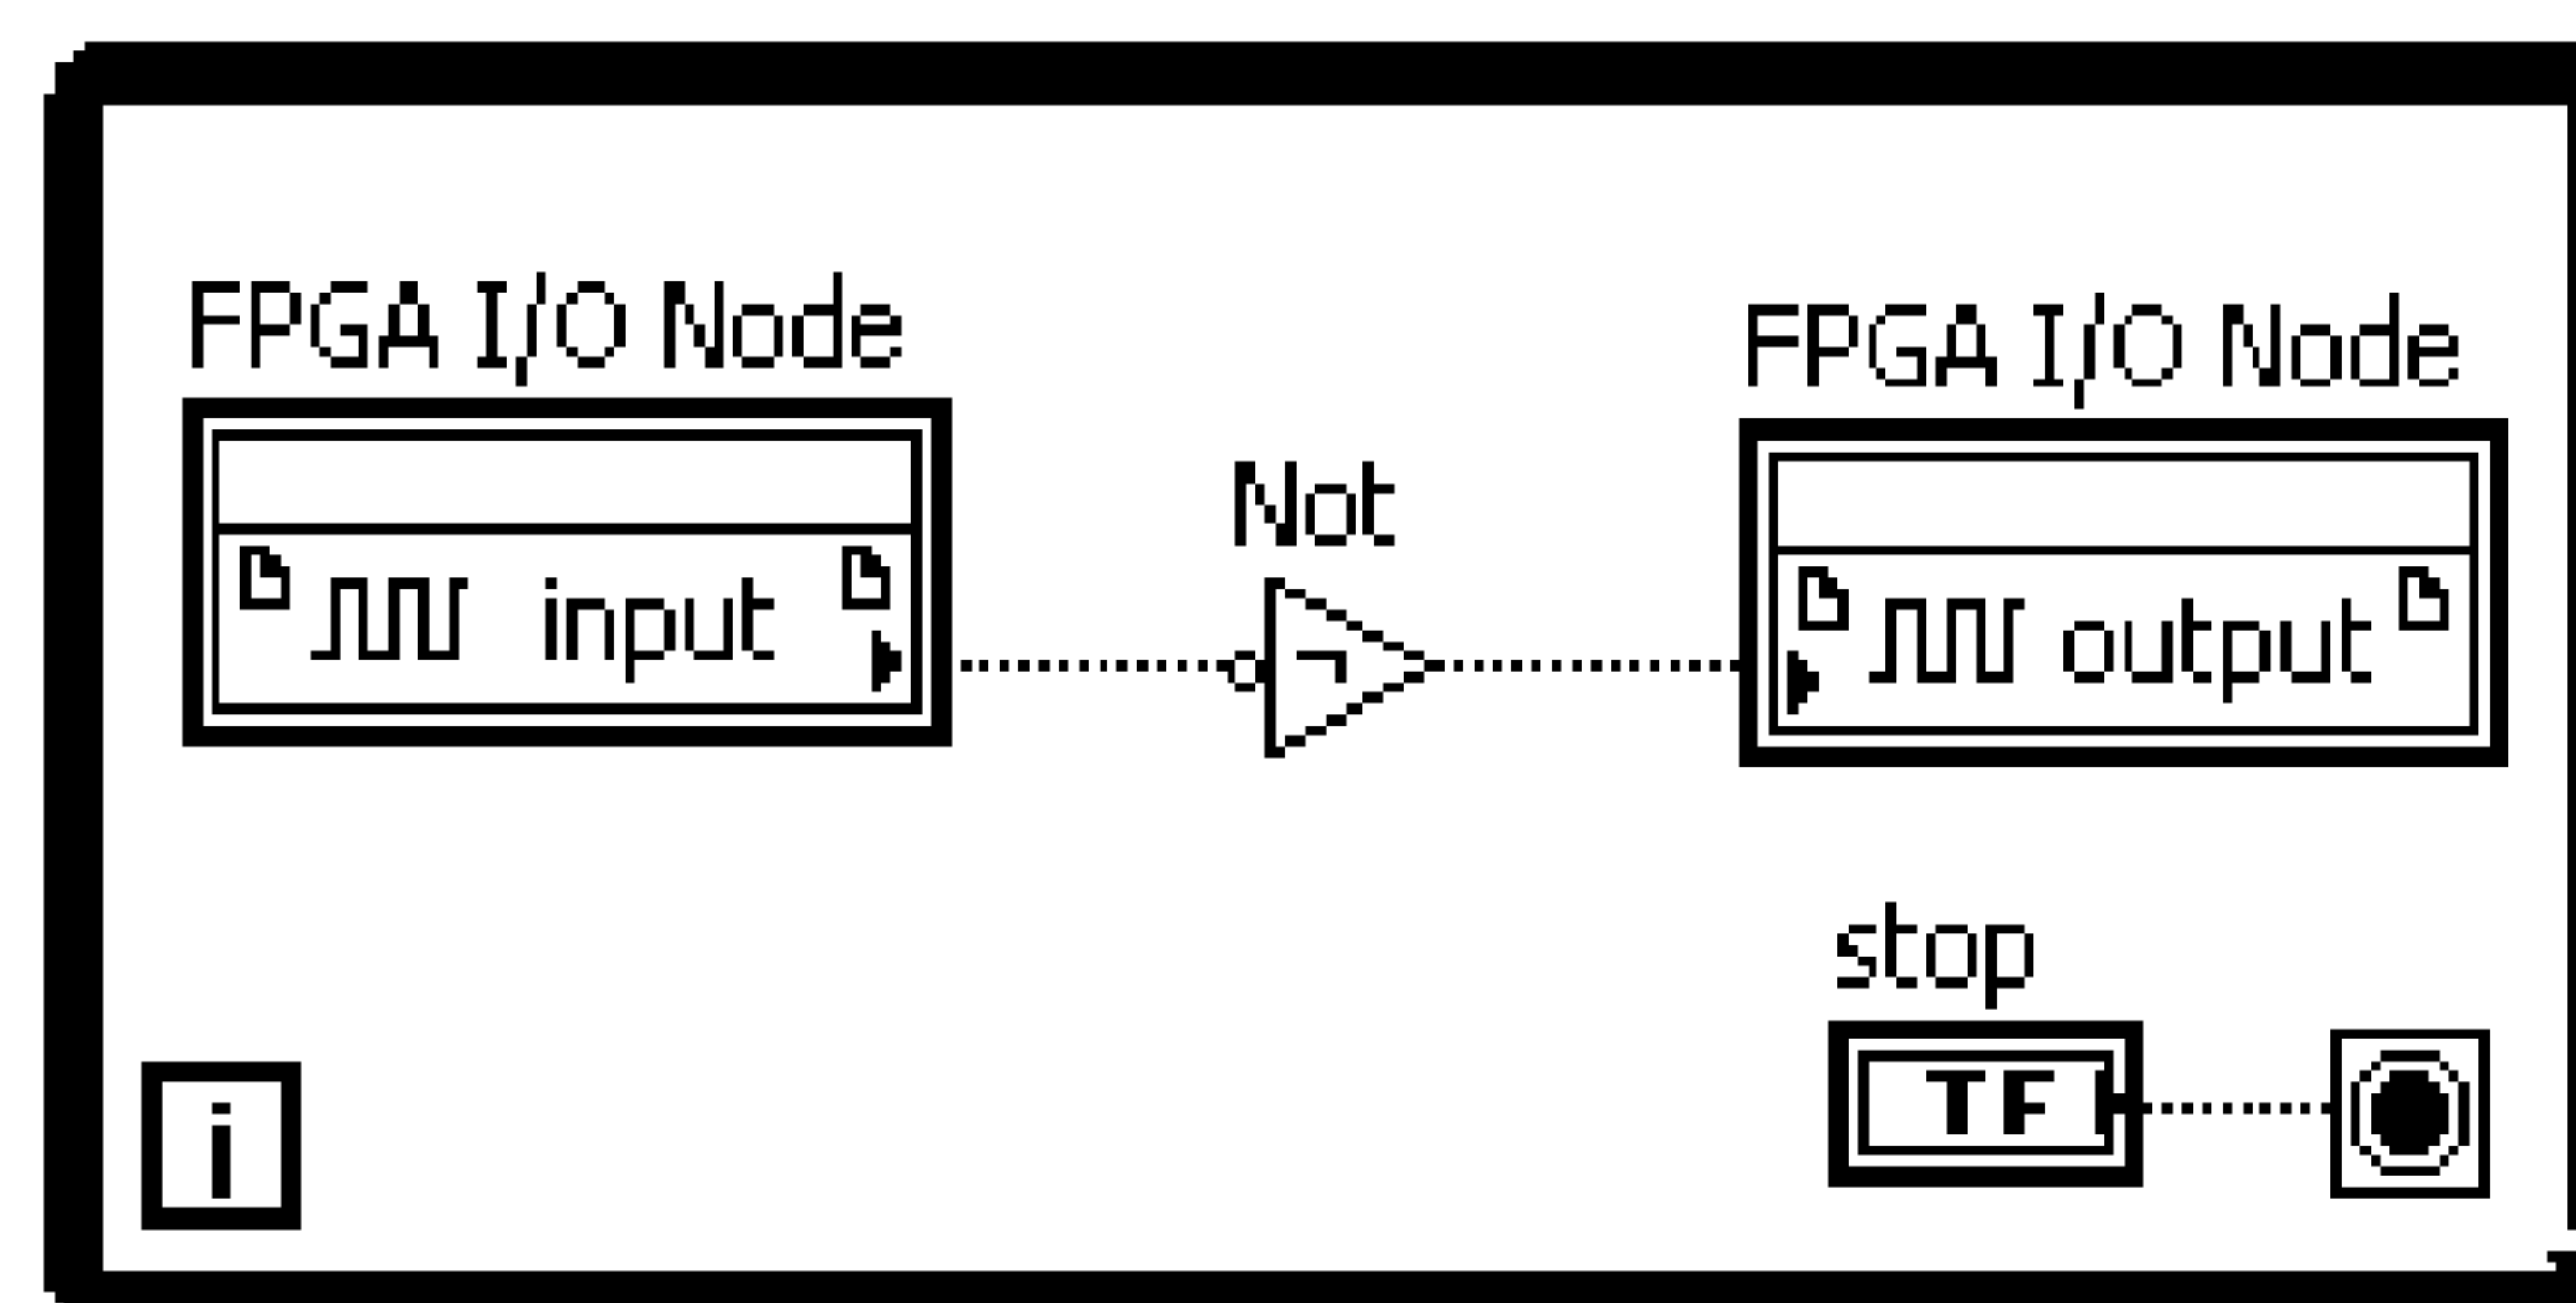 FPGA I/O Node
FPGA I/O Node
Not
input
output
stop
TF
i